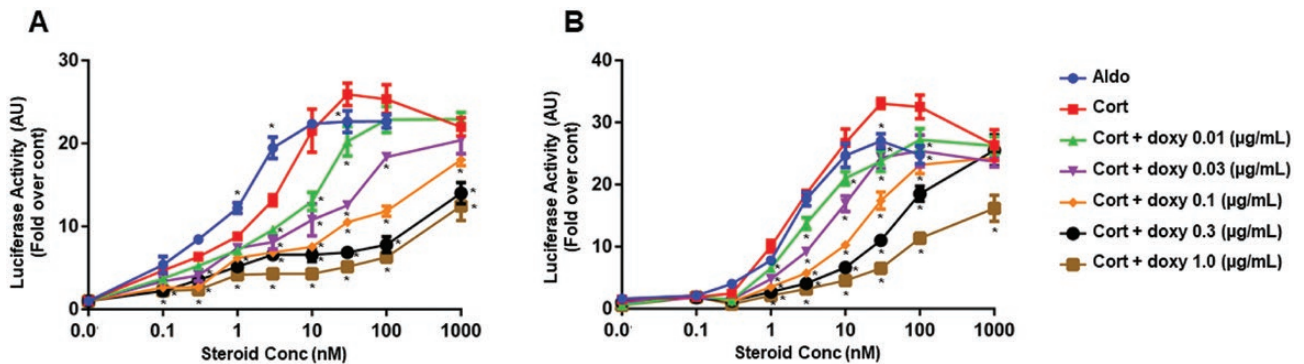 A
Luciferase Activity (AU)
(Fold over cont)
30
20
10
0
0.0
0.1
1
10
100
1000
Steroid Conc (nM)
B
Luciferase Activity (AU)
(Fold over cont)
40
30
20
10
0
0.0
0.1
1
10
100
1000
Steroid Conc (nM)
Aldo
Cort
Cort + doxy 0.01 (µg/mL)
Cort + doxy 0.03 (µg/mL)
Cort + doxy 0.1 (µg/mL)
Cort + doxy 0.3 (µg/mL)
Cort + doxy 1.0 (µg/mL)